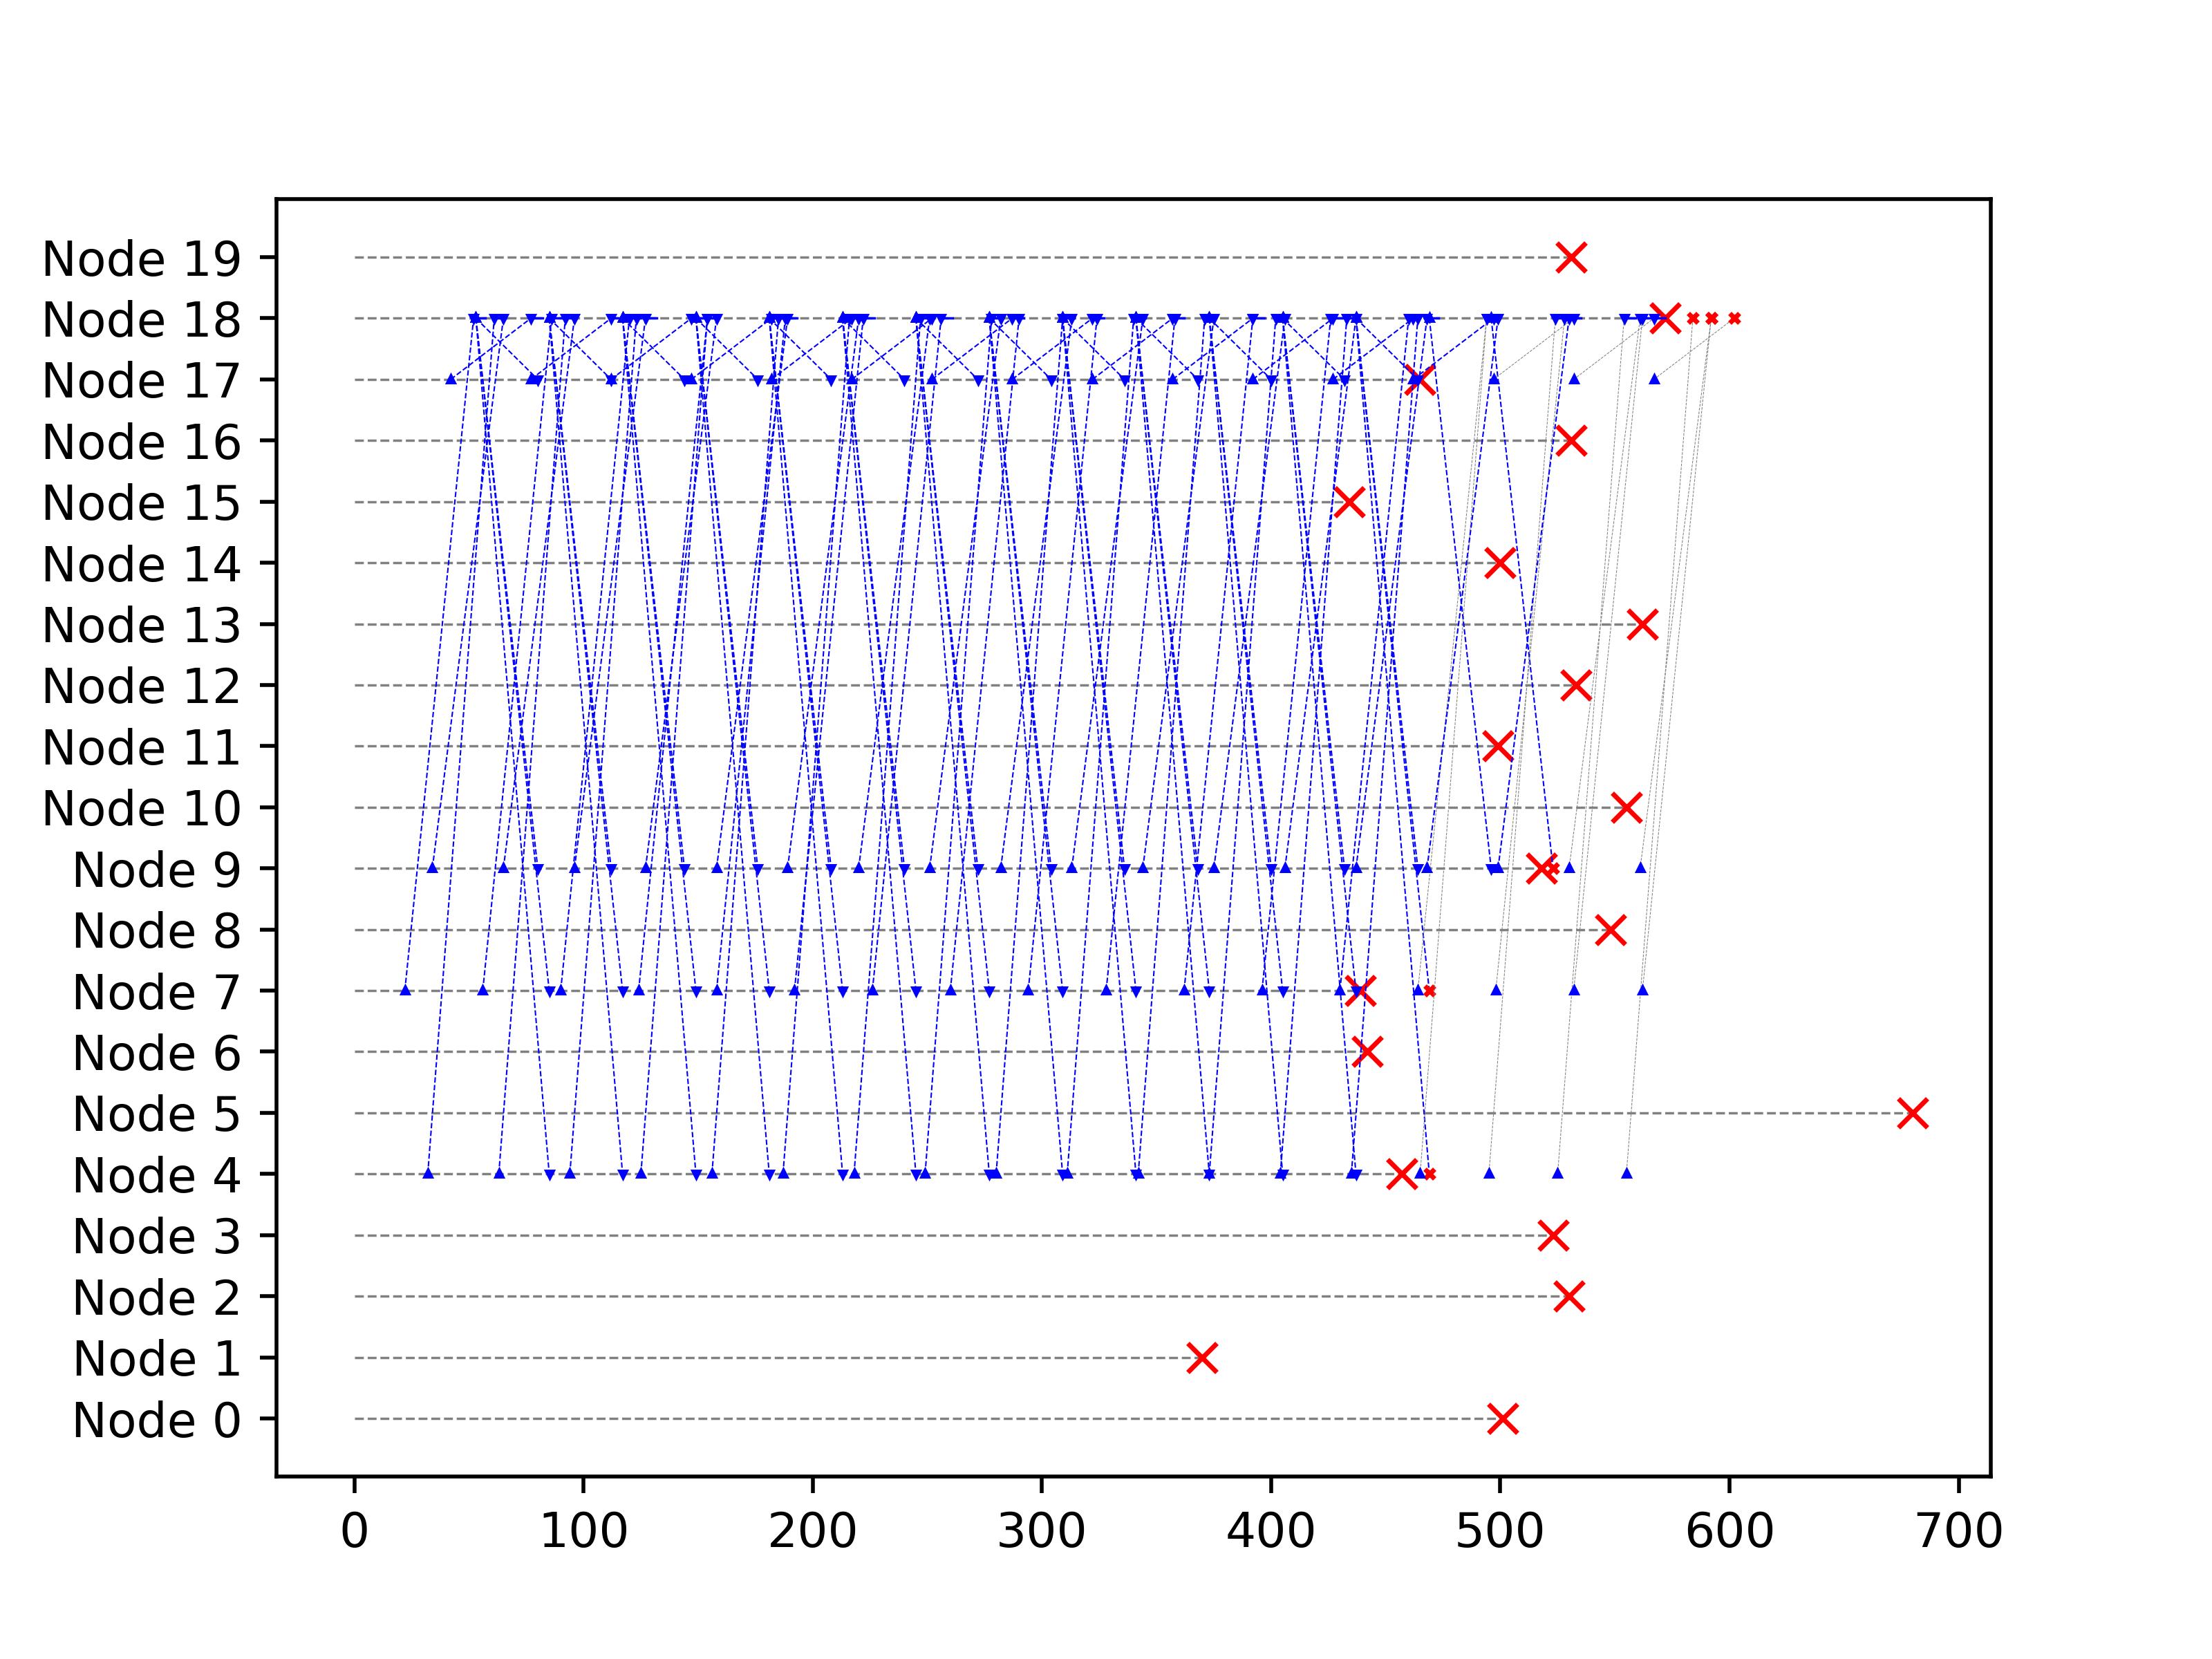 Node 19
Node 18
Node 17
Node 16
Node 15
Node 14
Node 13
Node 12
Node 11
Node 10
Node 9
Node 8
Node 7
Node 6
Node 5
Node 4
Node 3
Node 2
Node 1
Node 0
0 100 200 300 400 500 600 700